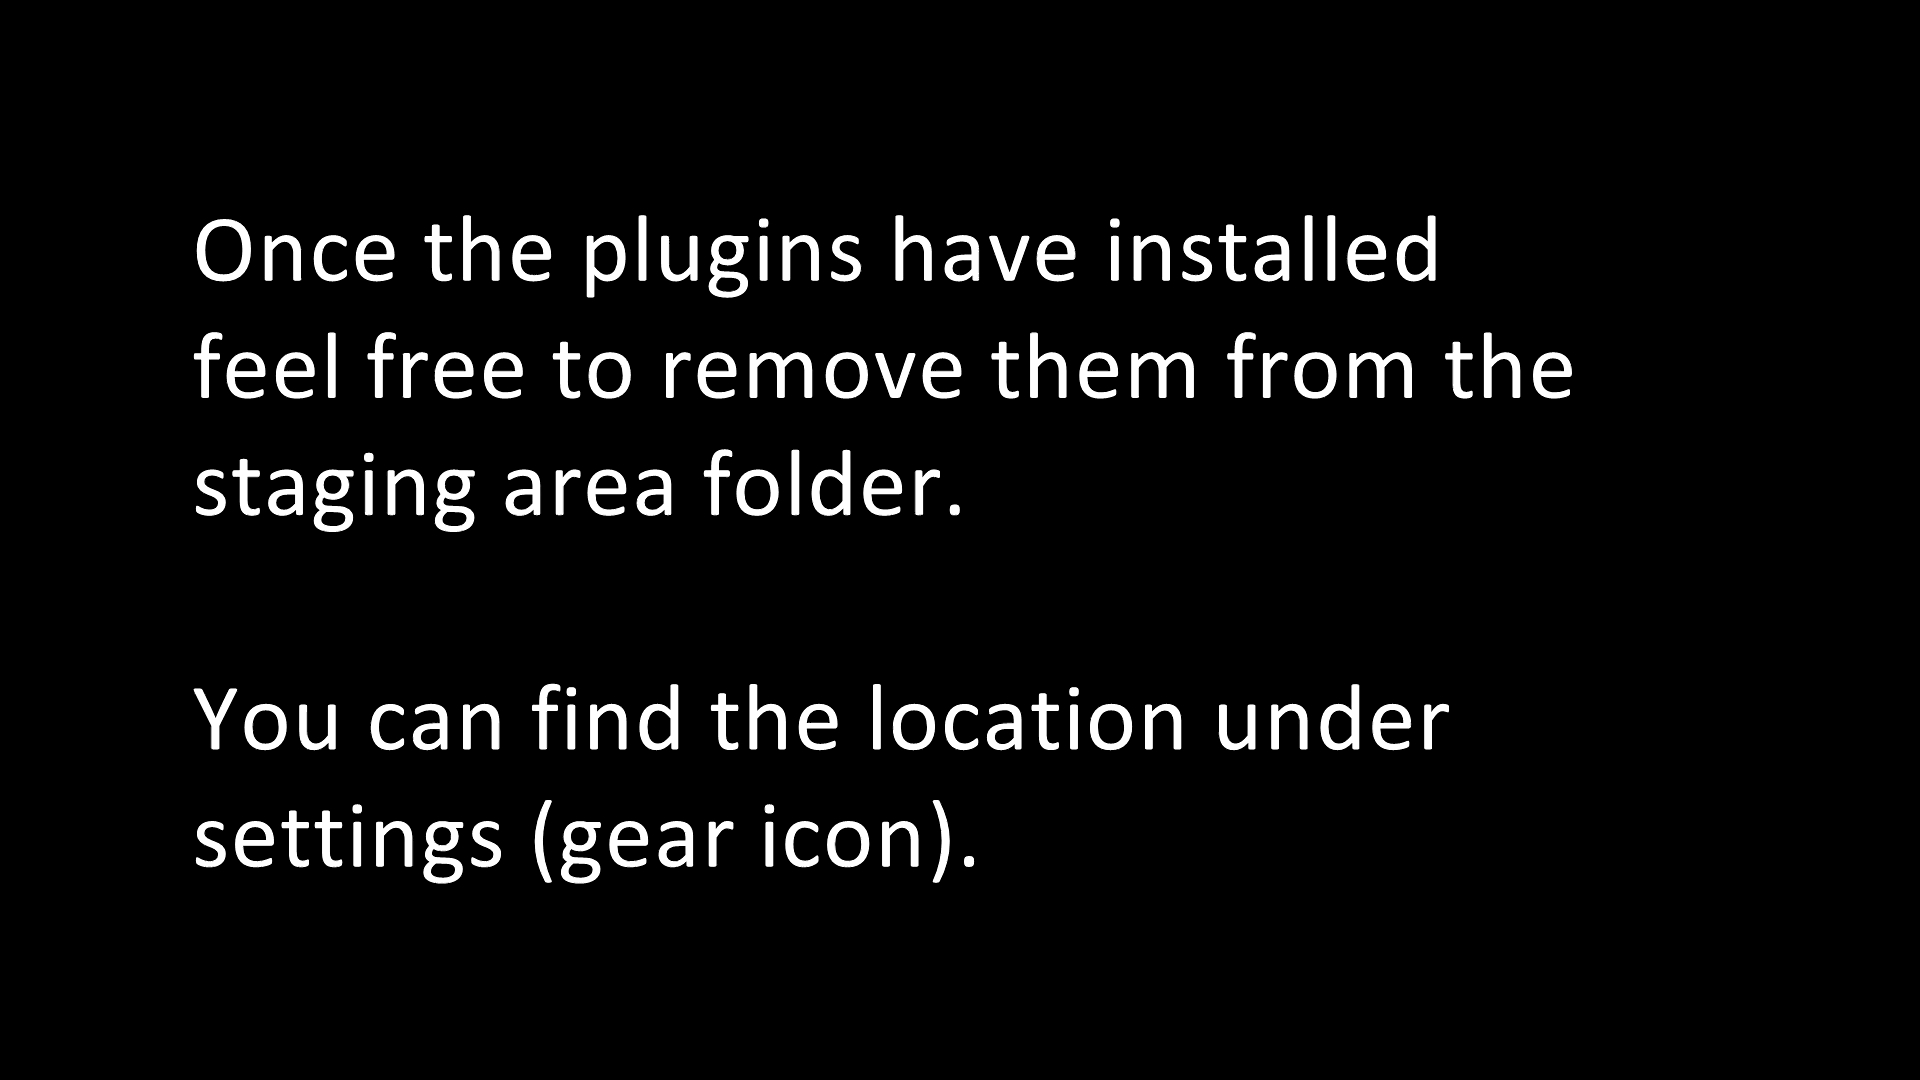 Once the plugins have installed
feel free to remove them from the
staging area folder.
You can find the location under
settings (gear icon).